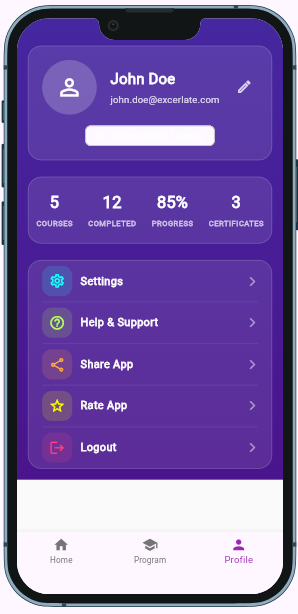 John Doe
john.doe@excerlate.com
5
12
85%
3
COURSES
COMPLETED
PROGRESS
CERTIFICATES
Settings
Help & Support
Share App
Rate App
Logout
Home
Program
Profile